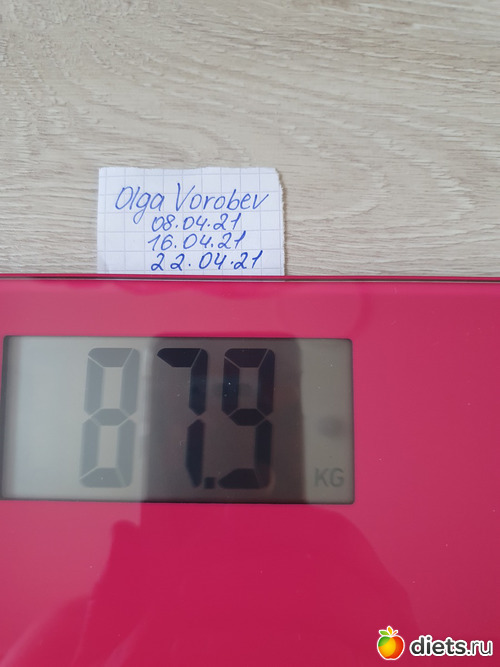 Olga Vorobev
08.04.21
16.04.21
22.04.21
87.9
KG
diets.ru